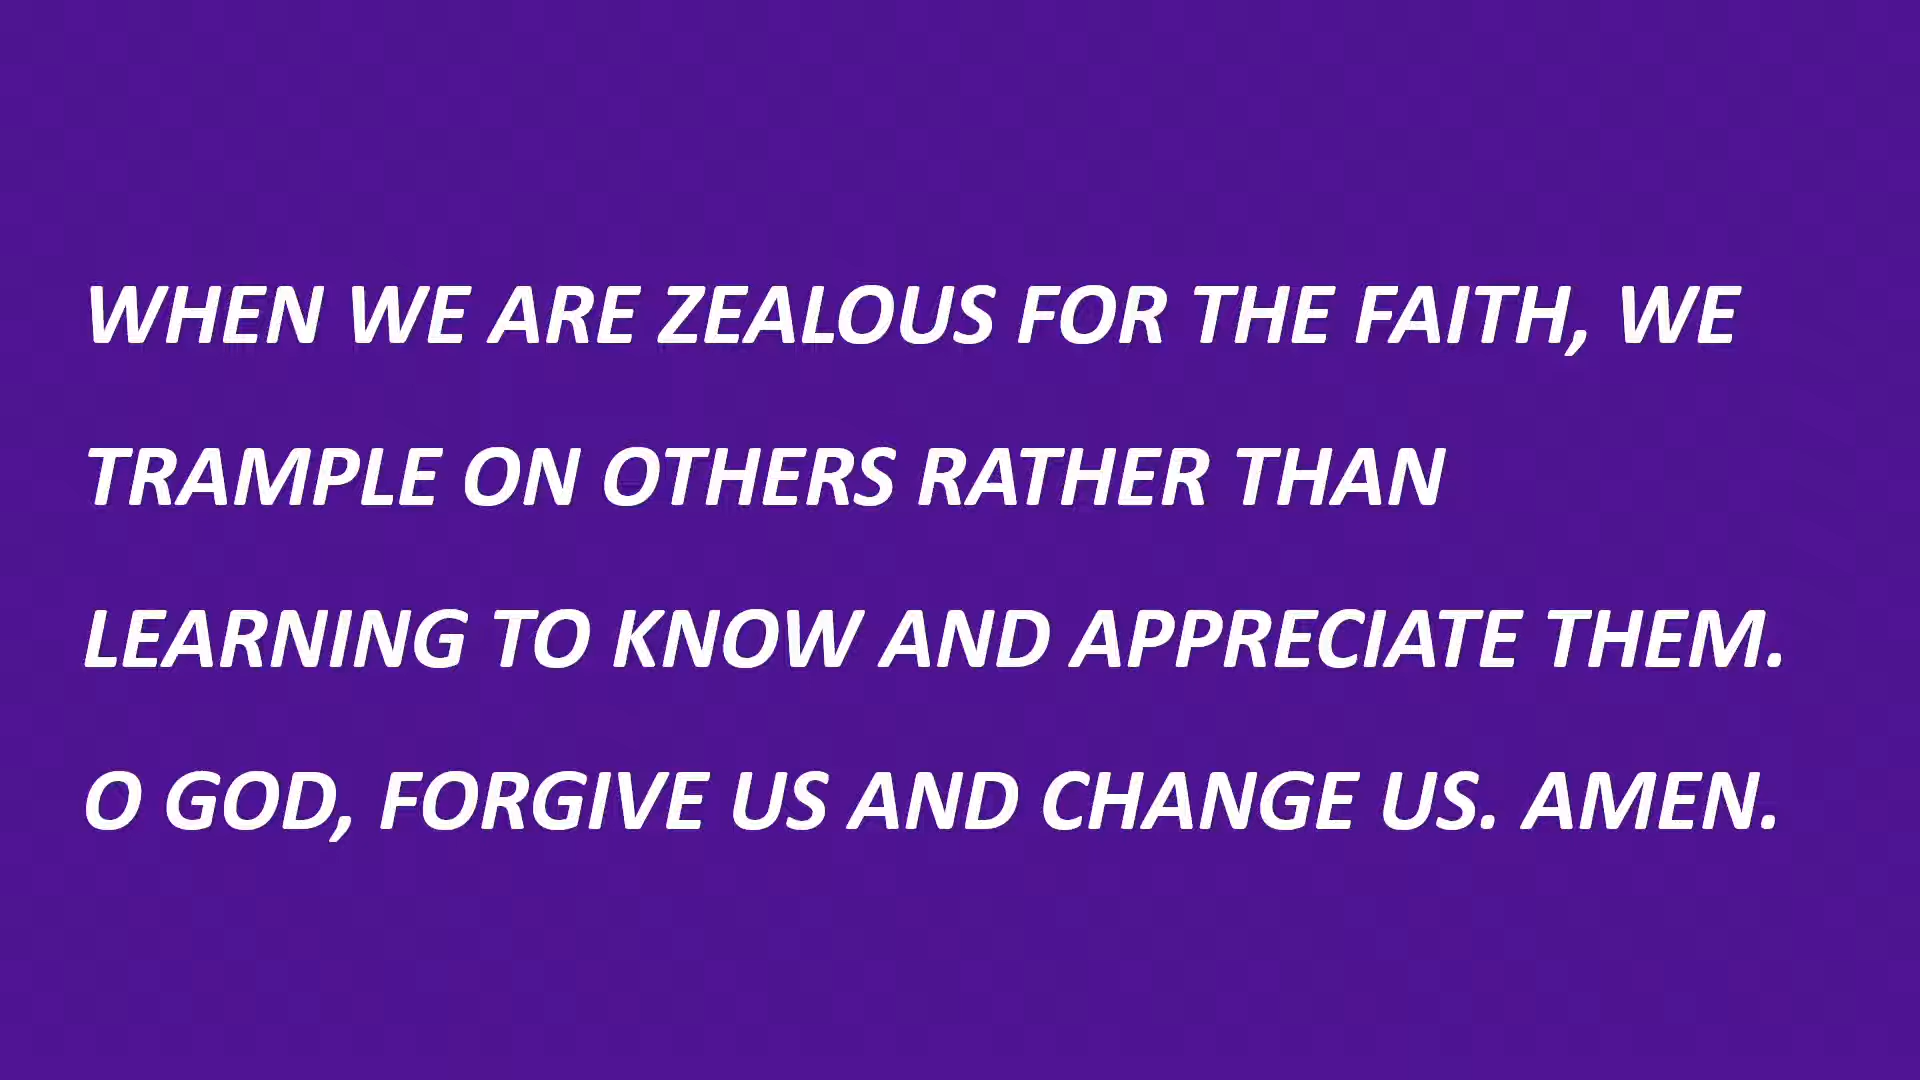 WHEN WE ARE ZEALOUS FOR THE FAITH, WE
TRAMPLE ON OTHERS RATHER THAN
LEARNING TO KNOW AND APPRECIATE THEM.
O GOD, FORGIVE US AND CHANGE US. AMEN.